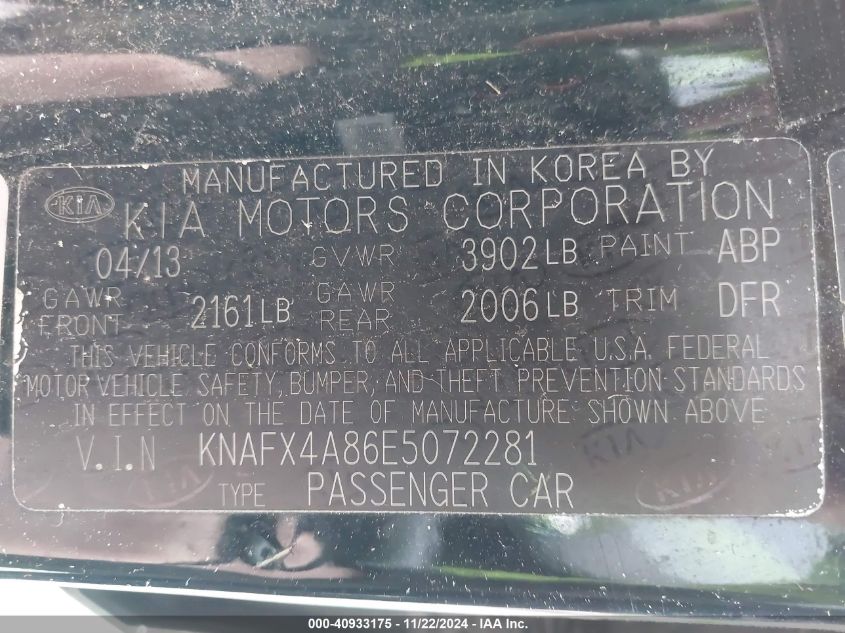 MANUFACTURED IN KOREA BY
KIA KIA MOTORS CORPORATION
04/13 GVWR 3902LB PAINT ABP
GAWR FRONT 2161LB GAWR REAR 2006LB TRIM DFR
THIS VEHICLE CONFORMS TO ALL APPLICABLE U.S.A. FEDERAL
MOTOR VEHICLE SAFETY, BUMPER, AND THEFT PREVENTION STANDARDS
IN EFFECT ON THE DATE OF MANUFACTURE SHOWN ABOVE
V.I.N KNAFX4A86E5072281
TYPE PASSENGER CAR
KIA KIA KIA
000-40933175 - 11/22/2024 - IAA Inc.